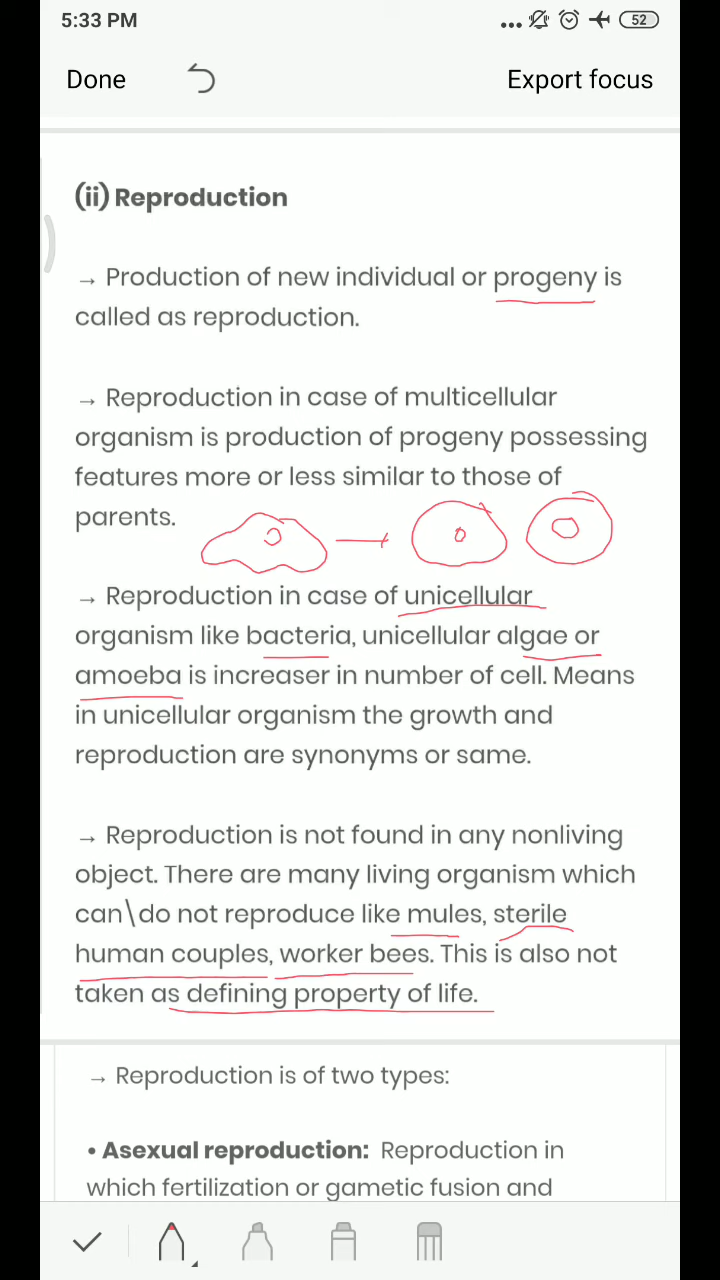 5:33 PM
52
Done
Export focus
(ii) Reproduction
→ Production of new individual or progeny is
called as reproduction.
→ Reproduction in case of multicellular
organism is production of progeny possessing
features more or less similar to those of
parents.
→ Reproduction in case of unicellular
organism like bacteria, unicellular algae or
amoeba is increaser in number of cell. Means
in unicellular organism the growth and
reproduction are synonyms or same.
→ Reproduction is not found in any nonliving
object. There are many living organism which
can\do not reproduce like mules, sterile
human couples, worker bees. This is also not
taken as defining property of life.
→ Reproduction is of two types:
• Asexual reproduction: Reproduction in
which fertilization or gametic fusion and